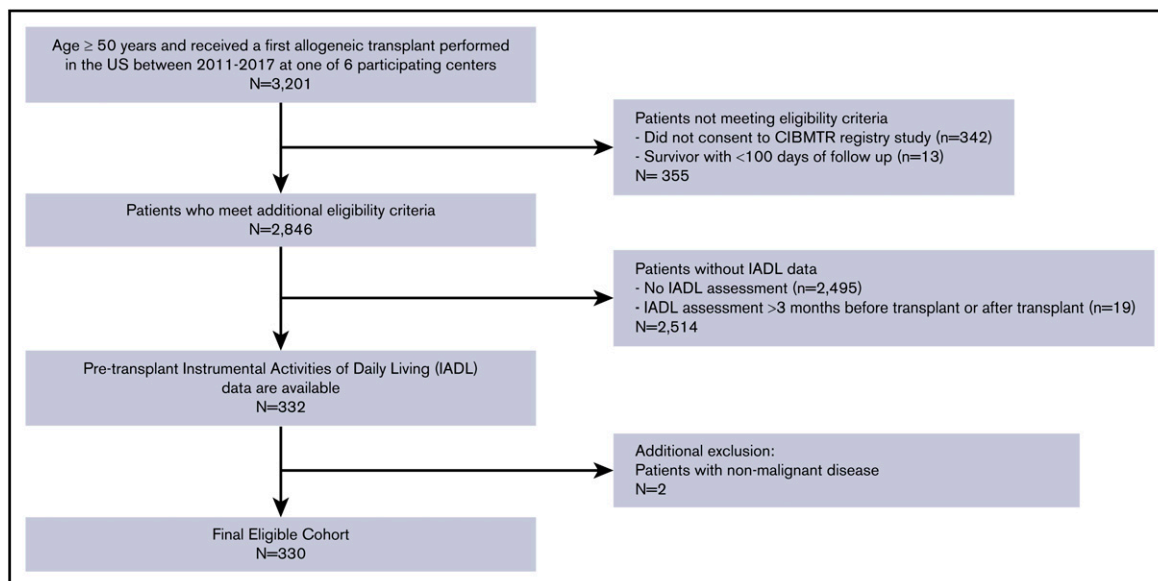 Age ≥ 50 years and received a first allogeneic transplant performed
in the US between 2011-2017 at one of 6 participating centers
N=3,201
Patients not meeting eligibility criteria
- Did not consent to CIBMTR registry study (n=342)
- Survivor with <100 days of follow up (n=13)
N= 355
Patients who meet additional eligibility criteria
N=2,846
Patients without IADL data
- No IADL assessment (n=2,495)
- IADL assessment >3 months before transplant or after transplant (n=19)
N=2,514
Pre-transplant Instrumental Activities of Daily Living (IADL)
data are available
N=332
Additional exclusion:
Patients with non-malignant disease
N=2
Final Eligible Cohort
N=330